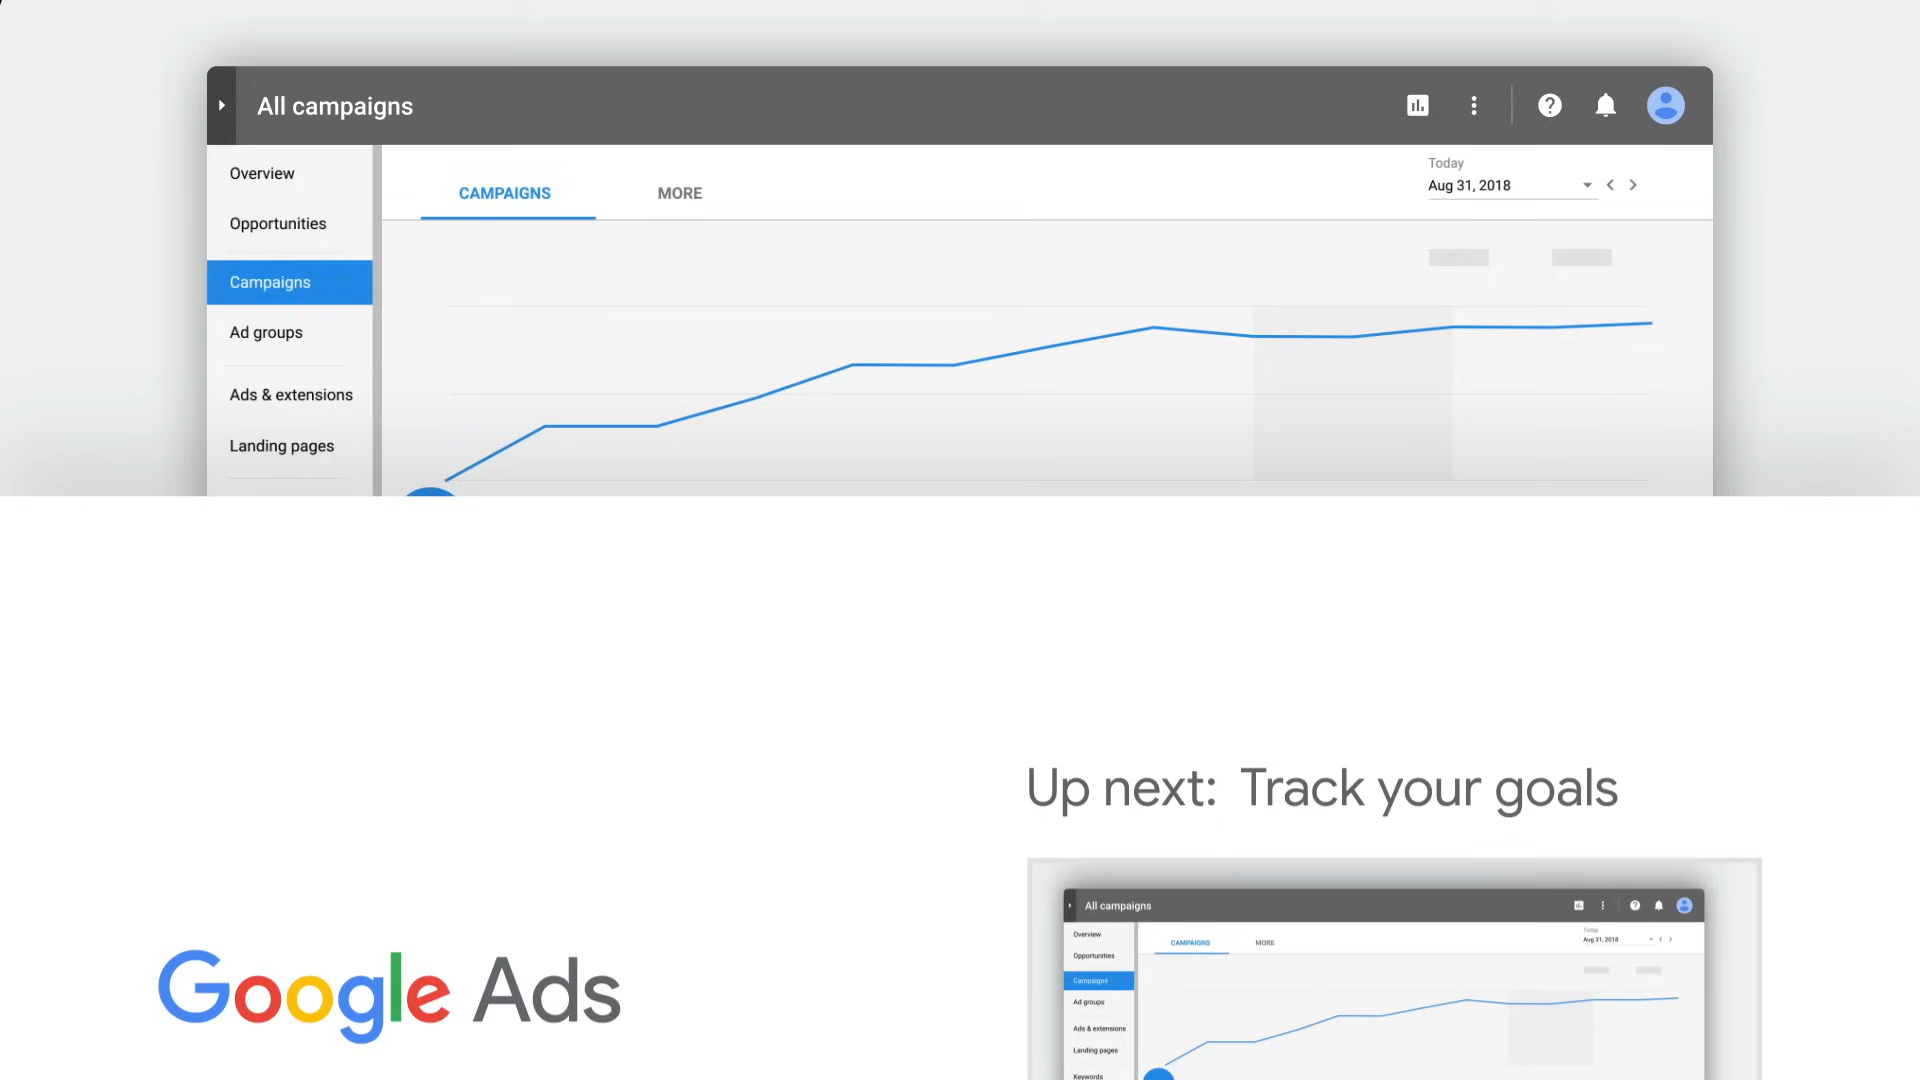 All campaigns
Today
Aug 31, 2018
Overview
CAMPAIGNS MORE
Opportunities
Campaigns
Ad groups
Ads & extensions
Landing pages
Up next: Track your goals
All campaigns
Today
Aug 31, 2018
Overview
CAMPAIGNS MORE
Opportunities
Campaigns
Ad groups
Ads & extensions
Landing pages
Keywords
Google Ads